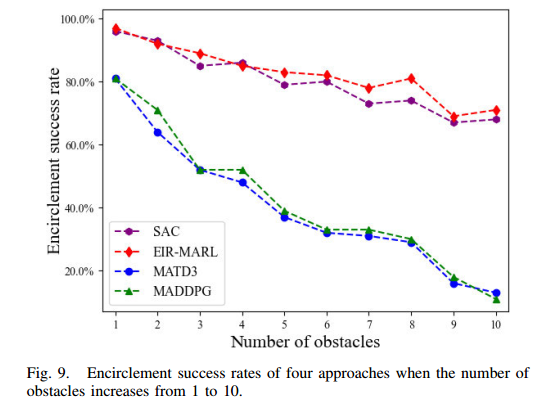 100.0%
80.0%
60.0%
40.0%
20.0%
Encirclement success rate
SAC
EIR-MARL
MATD3
MADDPG
1 2 3 4 5 6 7 8 9 10
Number of obstacles
Fig. 9. Encirclement success rates of four approaches when the number of
obstacles increases from 1 to 10.